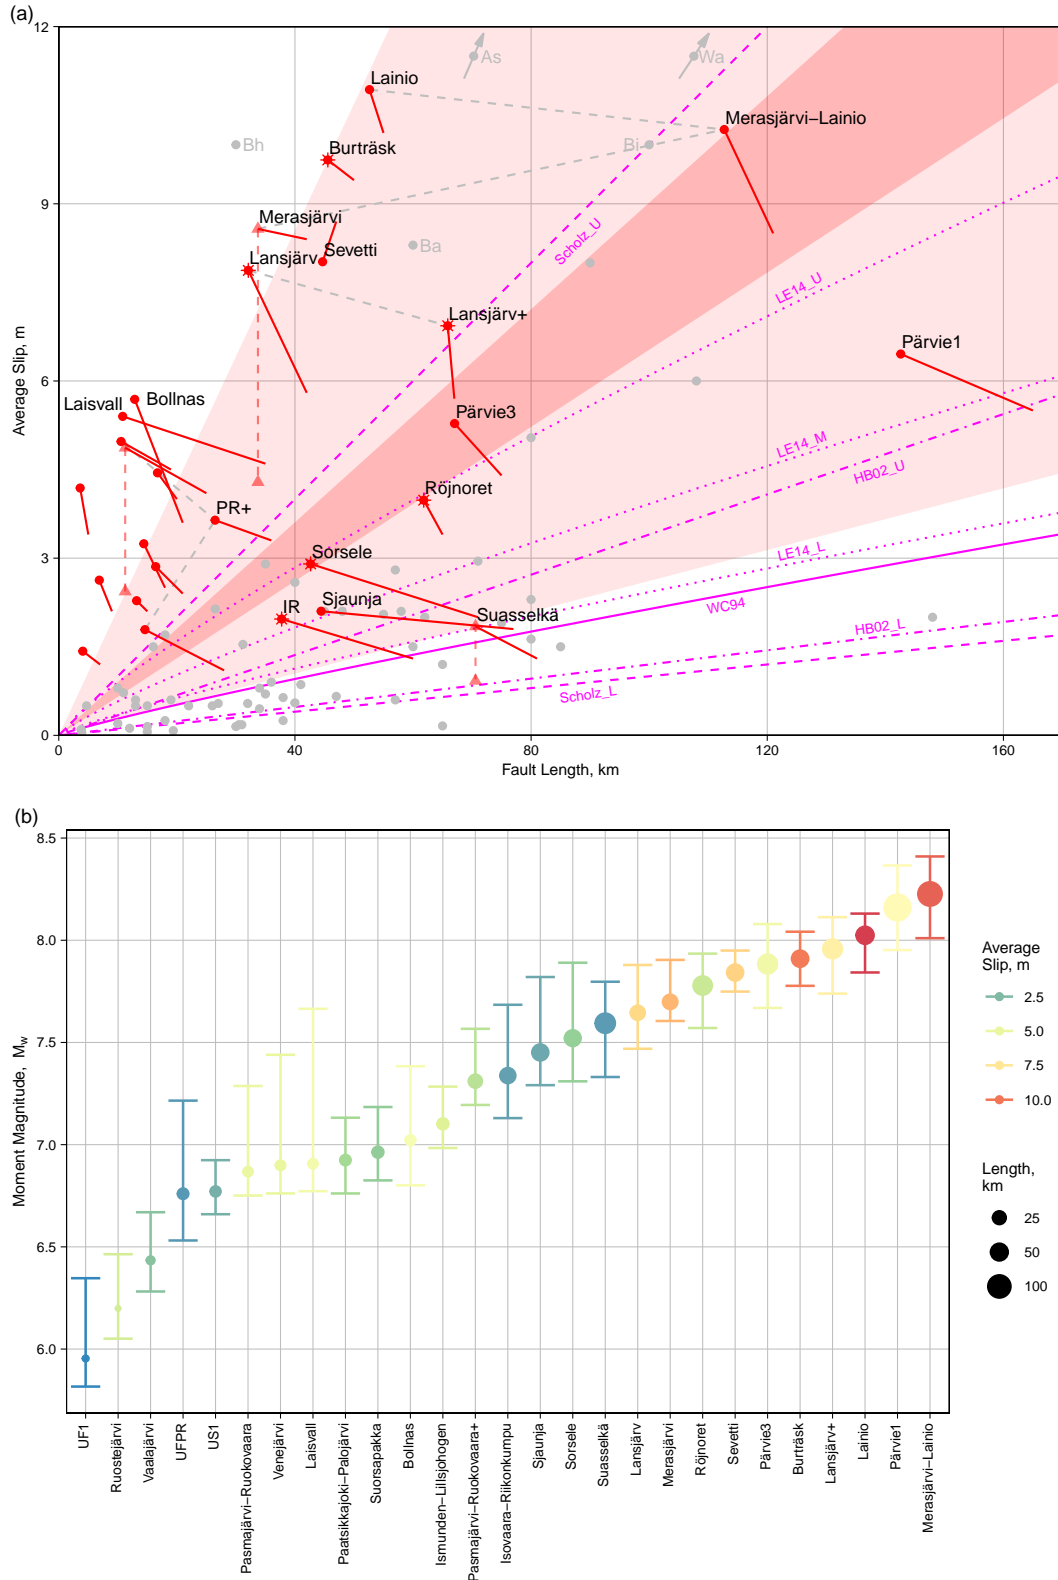 (a)
12
9
6
3
0
Average Slip, m
0
40
80
120
160
Fault Length, km
As
Wa
Lainio
Merasjärvi–Lainio
Burträsk
Bh
Bi
Merasjärvi
Sevetti
Ba
Scholz_U
Lansjärv
LE14_U
Lansjärv+
Pärvie1
Laisvall
Bollnas
Pärvie3
LE14_M
HB02_U
Röjnoret
PR+
Sorsele
LE14_L
Sjaunja
IR
Suasselkä
WC94
HB02_L
Scholz_L
(b)
8.5
8.0
7.5
7.0
6.5
6.0
Moment Magnitude, Mw
UF1
Ruostejärvi
Vaalajärvi
UFPR
US1
Pasmajärvi–Ruokovaara
Venejärvi
Laisvall
Paatsikkajoki–Palojärvi
Suorsapakka
Bollnas
Ismunden–Lillsjohogen
Pasmajärvi–Ruokovaara+
Isovaara–Riikonkumpu
Sjaunja
Sorsele
Suasselkä
Lansjärv
Merasjärvi
Röjnoret
Sevetti
Pärvie3
Burträsk
Lansjärv+
Lainio
Pärvie1
Merasjärvi–Lainio
Average
Slip, m
2.5
5.0
7.5
10.0
Length,
km
25
50
100